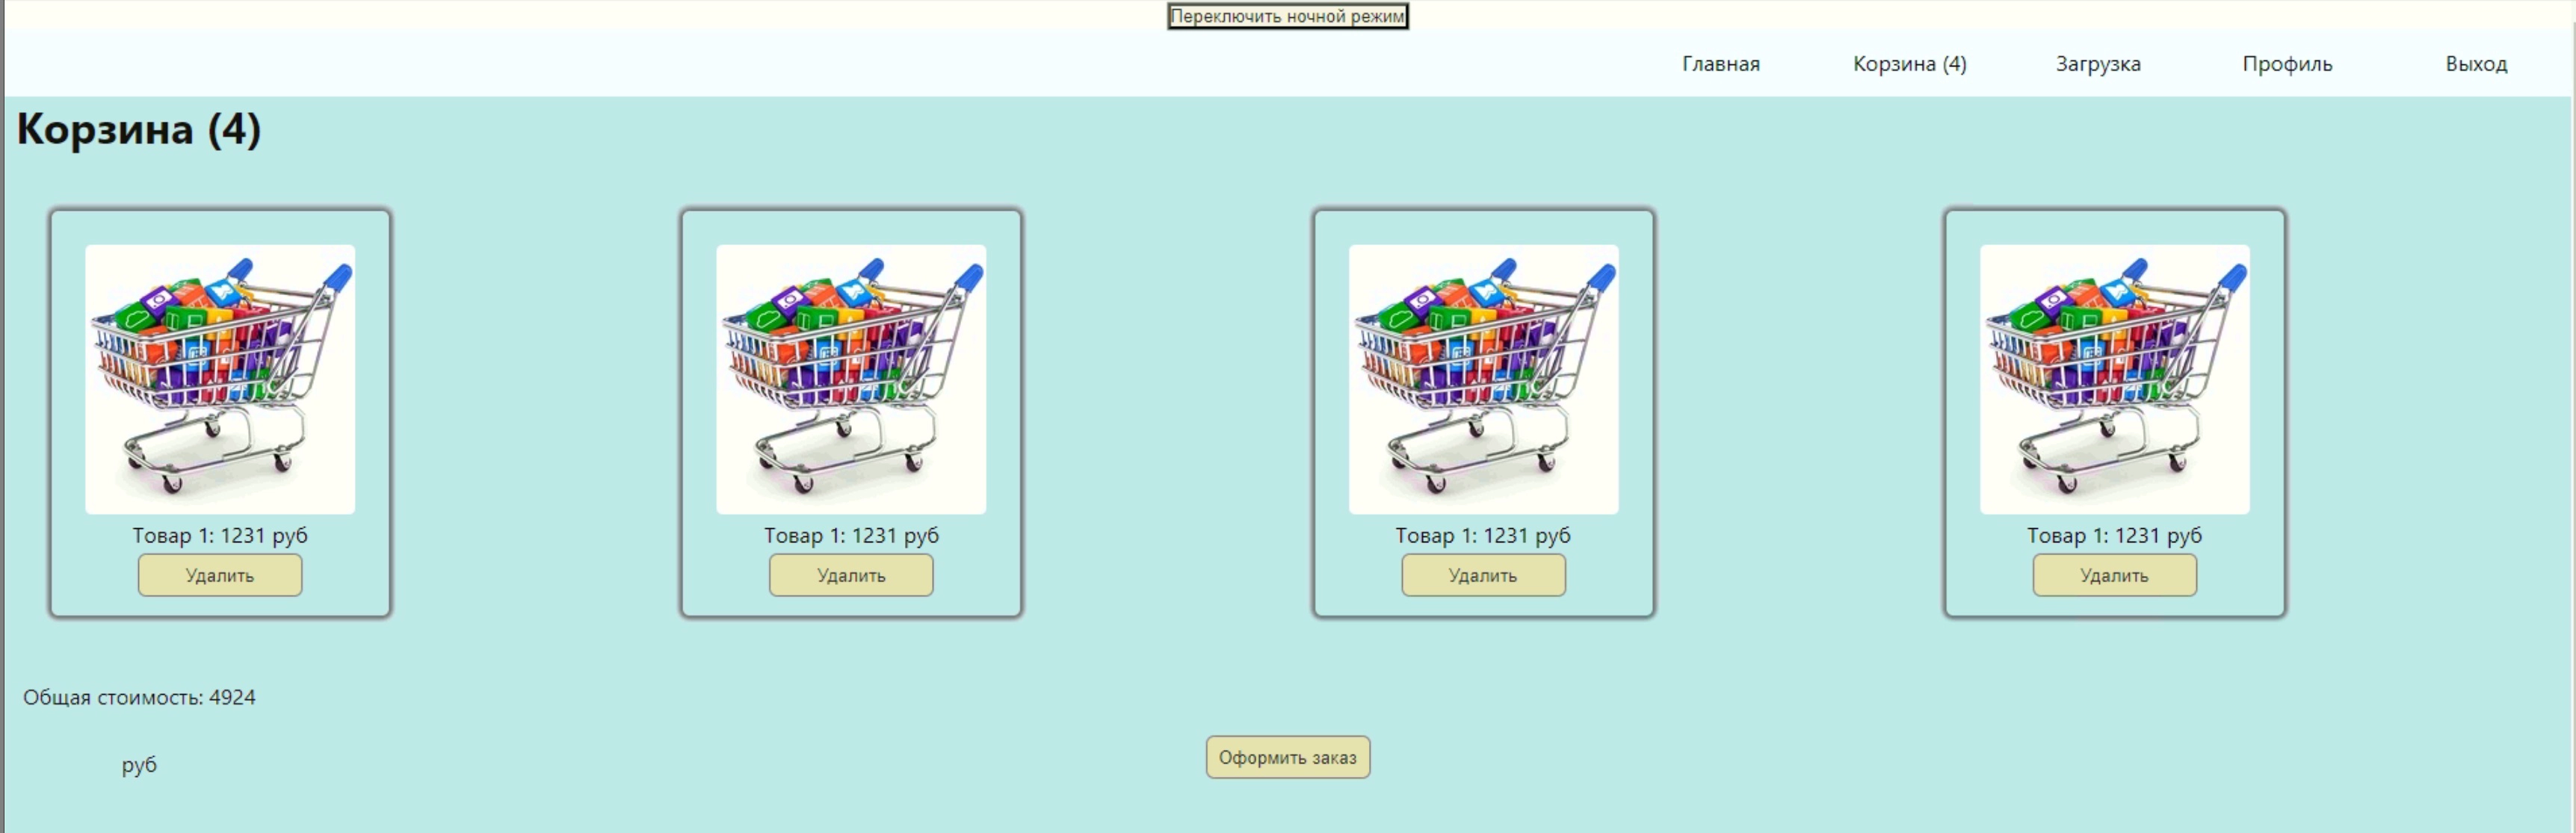 Переключить ночной режим
Главная Корзина (4) Загрузка Профиль Выход
Корзина (4)
Товар 1: 1231 руб Товар 1: 1231 руб Товар 1: 1231 руб Товар 1: 1231 руб
Удалить Удалить Удалить Удалить
Общая стоимость: 4924
руб
Оформить заказ